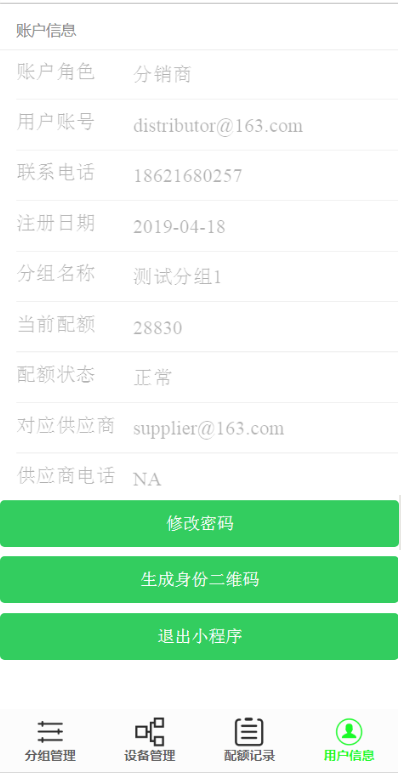 账户信息
账户角色 分销商
用户账号 distributor@163.com
联系电话 18621680257
注册日期 2019-04-18
分组名称 测试分组1
当前配额 28830
配额状态 正常
对应供应商 supplier@163.com
供应商电话 NA
修改密码
生成身份二维码
退出小程序
分组管理 设备管理 配额记录 用户信息